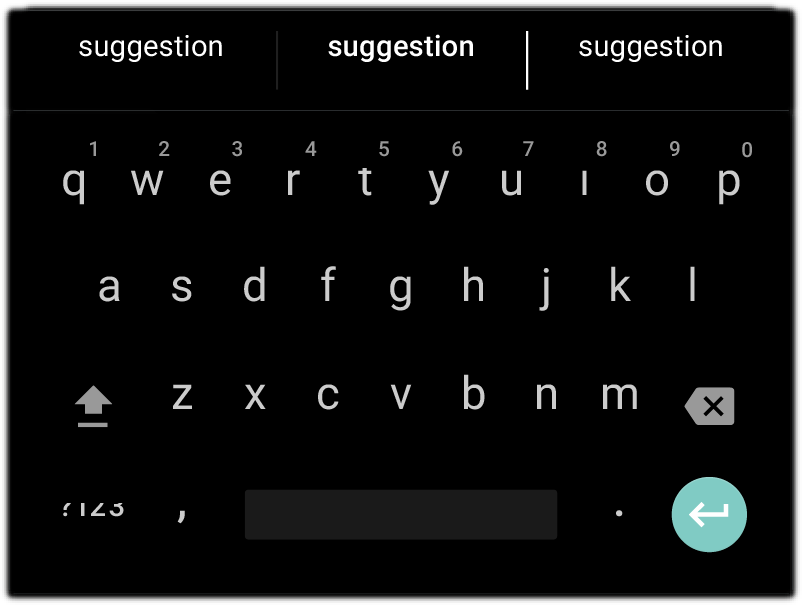 suggestion suggestion suggestion
1 2 3 4 5 6 7 8 9 0
q w e r t y u ı o p
a s d f g h j k l
z x c v b n m
?123 , .